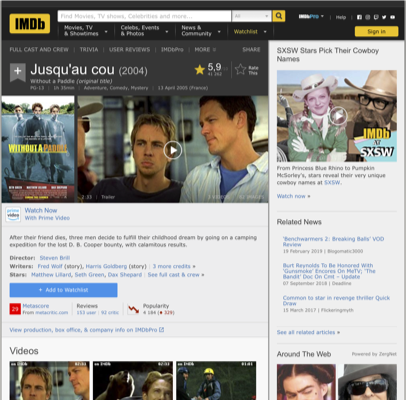 IMDb
Find Movies, TV shows, Celebrities and more...
All
IMDbPro
Help
Movies, TV
& Showtimes
Celebs, Events
& Photos
News &
Community
Watchlist
Sign in
FULL CAST AND CREW | TRIVIA | USER REVIEWS | IMDbPro | MORE
SHARE
Jusqu'au cou (2004)
Without a Paddle (original title)
PG-13 | 1h 35min | Adventure, Comedy, Mystery | 13 April 2005 (France)
5,9
Rate
This
WITHOUT A PADDLE
Trailer
Watch Now
With Prime Video
After their friend dies, three men decide to fulfill their childhood dream by going on a camping
expedition for the lost D. B. Cooper bounty, with calamitous results.
Director: Steven Brill
Writers: Fred Wolf (story), Harris Goldberg (story) | 3 more credits »
Stars: Matthew Lillard, Seth Green, Dax Shepard | See full cast & crew »
+ Add to Watchlist
29
Metascore
From metacritic.com
Reviews
153 user | 92 critic
Popularity
4 184 (329)
View production, box office, & company info on IMDbPro
Videos
SXSW Stars Pick Their Cowboy
Names
IMDb
SXSW
From Princess Blue Rhino to Pumpkin
McSorley's, stars reveal their very unique
cowboy names at SXSW.
Watch now »
Related News
'Benchwarmers 2: Breaking Balls' VOD
Review
19 February 2019 | Blogomatic3000
Burt Reynolds To Be Honored With
'Gunsmoke' Encores On MeTV; 'The
Bandit' Doc On Cmt – Update
07 September 2018 | Deadline
Common to star in revenge thriller Quick
Draw
15 March 2017 | Flickeringmyth
See all related articles »
Around The Web
Powered by ZergNet